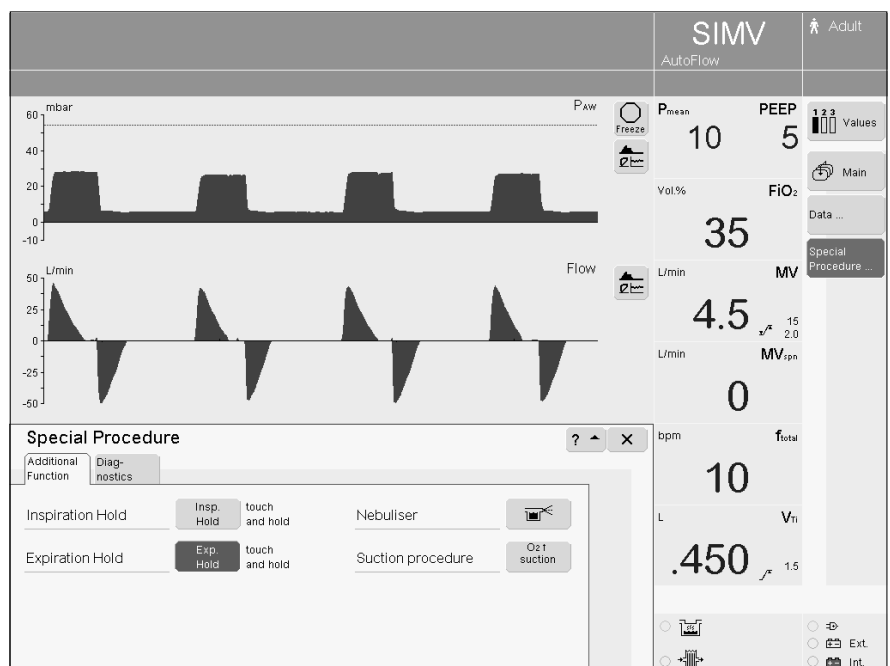 SIMV
AutoFlow
Adult
mbar
PAW
60
40
20
0
-10
Freeze
L/min
Flow
50
25
0
-25
-50
Pmean
PEEP
10
5
Vol.%
FiO2
35
L/min
MV
4.5
15
2.0
L/min
MVspn
0
bpm
ftotal
10
L
VTi
.450
1.5
1 2 3
Values
Main
Data ...
Special
Procedure ...
Special Procedure
?
Additional
Function
Diag-
nostics
Inspiration Hold
Insp.
Hold
touch
and hold
Nebuliser
Expiration Hold
Exp.
Hold
touch
and hold
Suction procedure
O2↑
suction
Ext.
Int.